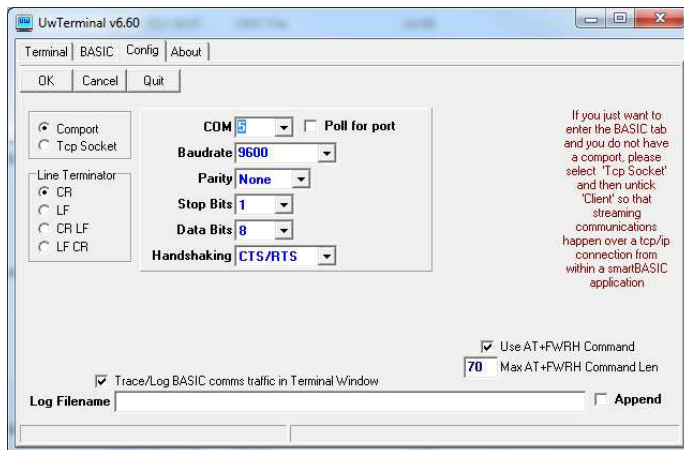 UwTerminal v6.60
Terminal BASIC Config About
OK Cancel Quit
Comport
Tcp Socket
Line Terminator
CR
LF
CR LF
LF CR
COM 5 Poll for port
Baudrate 9600
Parity None
Stop Bits 1
Data Bits 8
Handshaking CTS/RTS
If you just want to
enter the BASIC tab
and you do not have
a comport, please
select 'Tcp Socket'
and then untick
'Client' so that
streaming
communications
happen over a tcp/ip
connection from
within a smartBASIC
application
Use AT+FWRH Command
70 Max AT+FWRH Command Len
Trace/Log BASIC comms traffic in Terminal Window
Log Filename Append